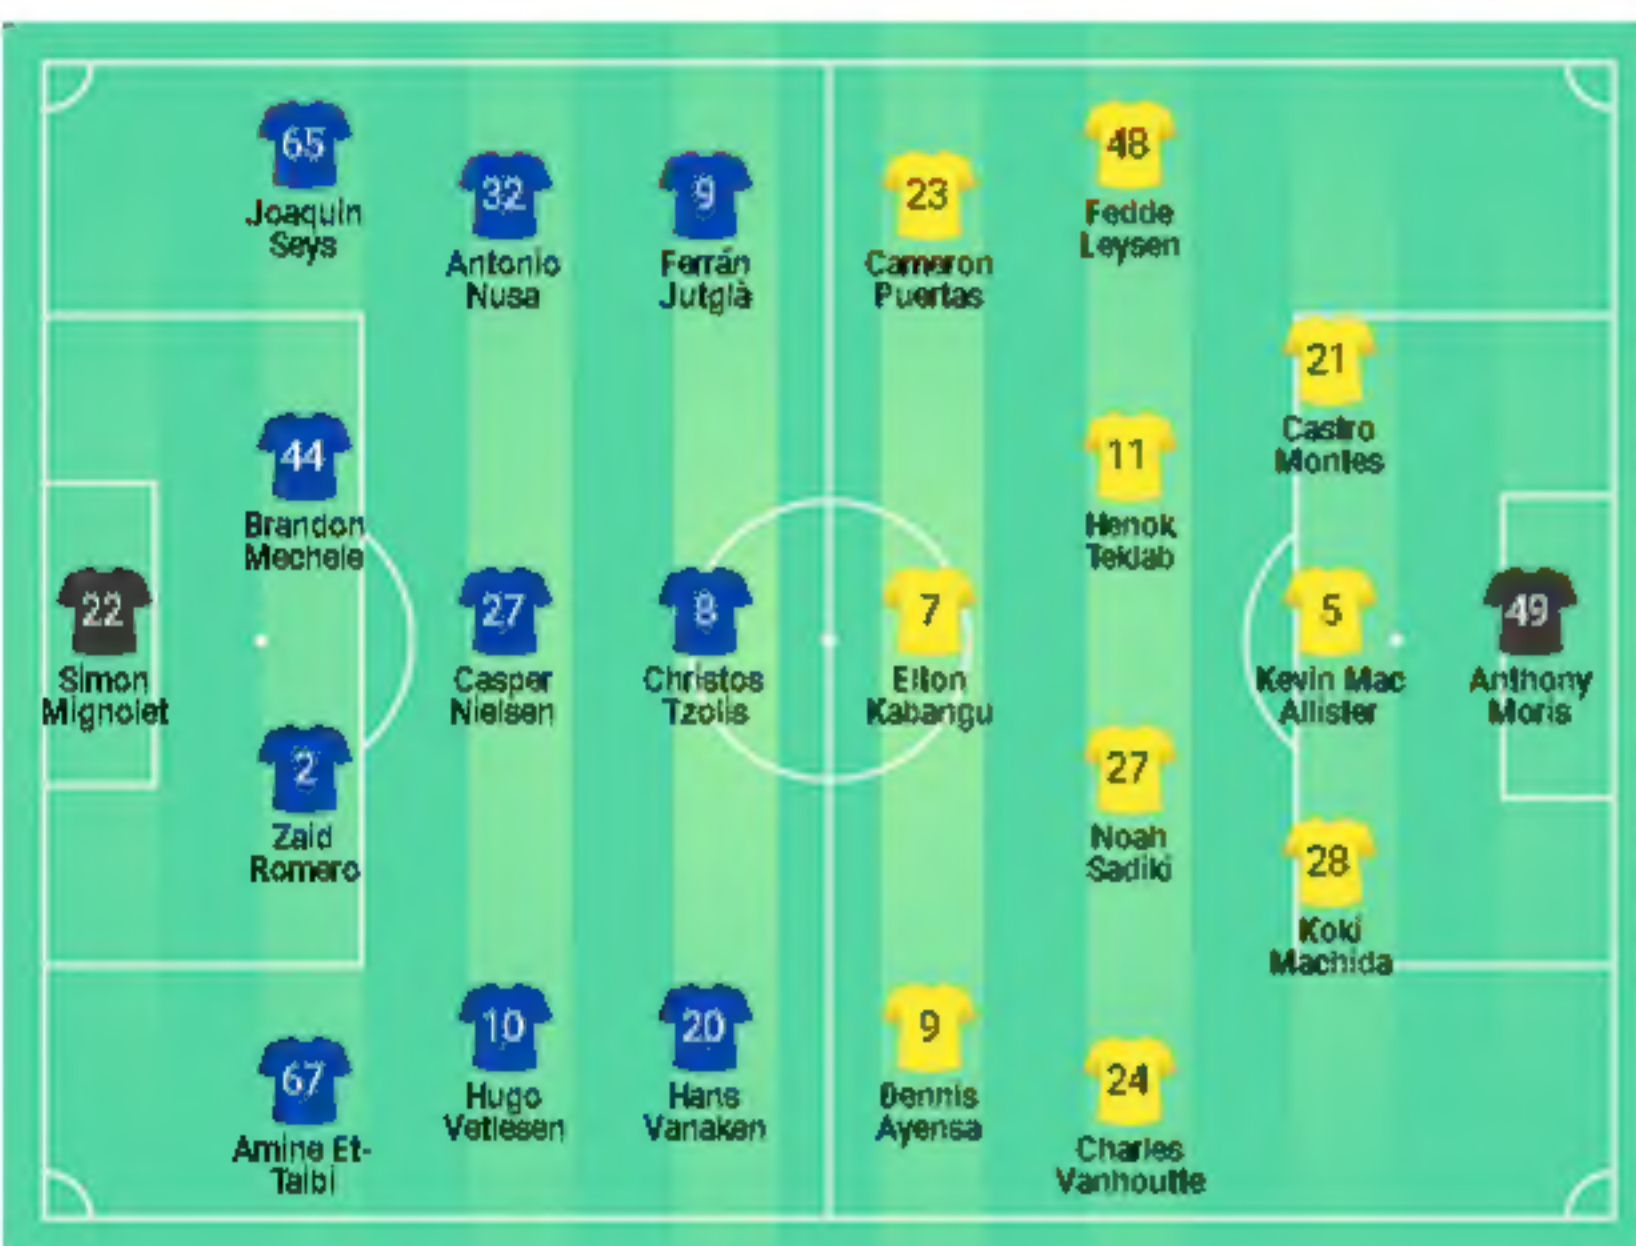 65
Joaquin
Seys
32
Antonio
Nusa
9
Ferrán
Jutglà
23
Cameron
Puertas
48
Fedde
Leysen
44
Brandon
Mechele
11
Henok
Teklab
21
Castro
Montes
22
Simon
Mignolet
27
Casper
Nielsen
8
Christos
Tzolis
7
Elton
Kabangu
5
Kevin Mac
Allister
49
Anthony
Moris
2
Zaid
Romero
27
Noah
Sadiki
28
Koki
Machida
67
Amine Et-
Talbi
10
Hugo
Vetlesen
20
Hans
Vanaken
9
Dennis
Ayensa
24
Charles
Vanhoutte